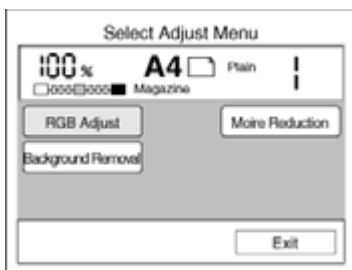 Select Adjust Menu
100% A4 Plain 1
Magazine
RGB Adjust Moire Reduction
Background Removal
Exit